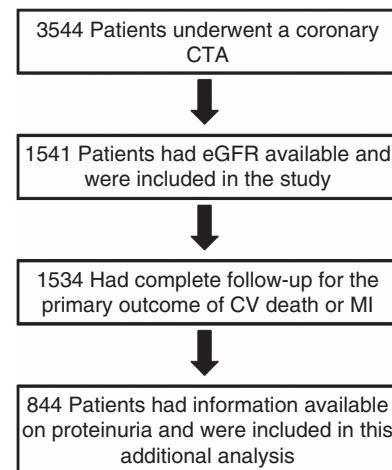 3544 Patients underwent a coronary
CTA
1541 Patients had eGFR available and
were included in the study
1534 Had complete follow-up for the
primary outcome of CV death or MI
844 Patients had information available
on proteinuria and were included in this
additional analysis